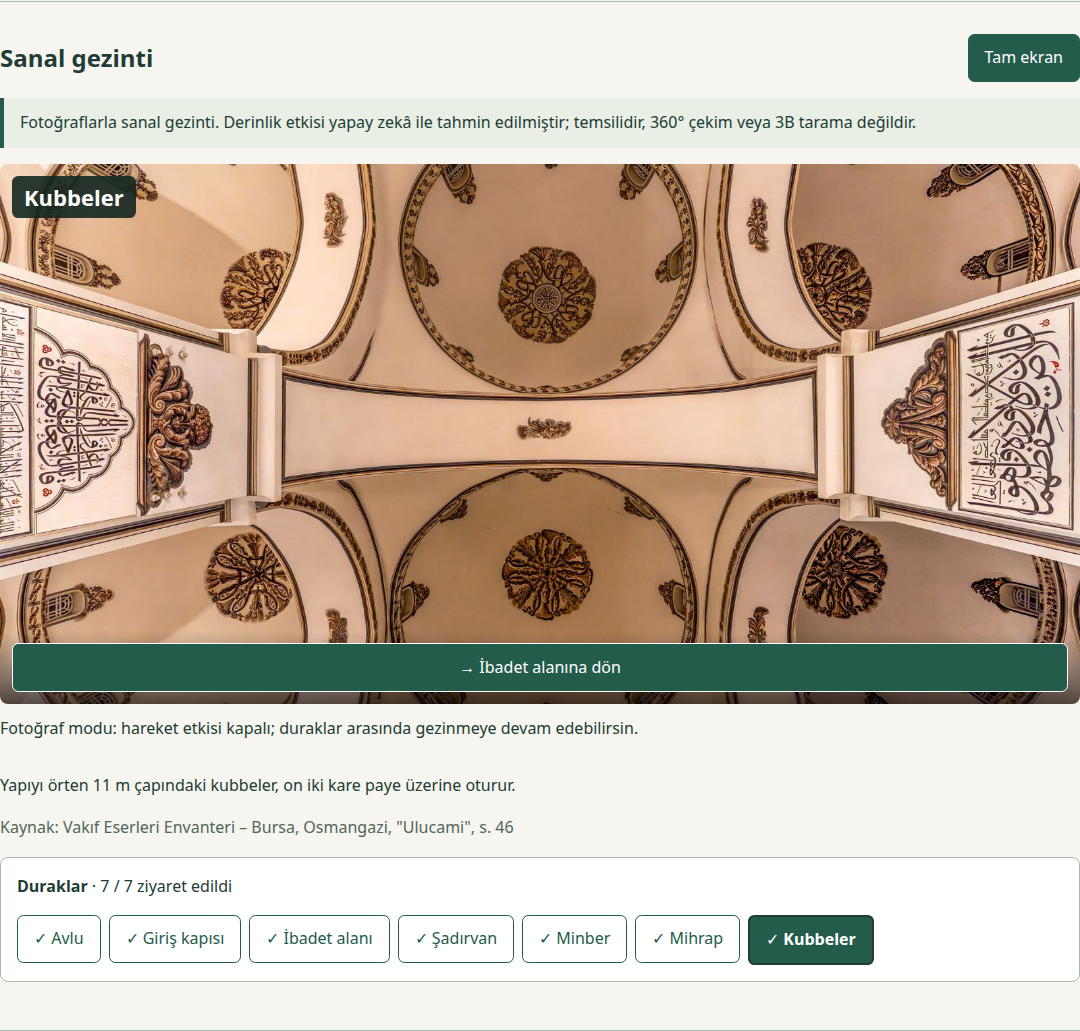 Sanal gezinti
Tam ekran
Fotoğraflarla sanal gezinti. Derinlik etkisi yapay zekâ ile tahmin edilmiştir; temsilidir, 360° çekim veya 3B tarama değildir.
Kubbeler
→ İbadet alanına dön
Fotoğraf modu: hareket etkisi kapalı; duraklar arasında gezinmeye devam edebilirsin.
Yapıyı örten 11 m çapındaki kubbeler, on iki kare paye üzerine oturur.
Kaynak: Vakıf Eserleri Envanteri – Bursa, Osmangazi, "Ulucami", s. 46
Duraklar · 7 / 7 ziyaret edildi
✓ Avlu
✓ Giriş kapısı
✓ İbadet alanı
✓ Şadırvan
✓ Minber
✓ Mihrap
✓ Kubbeler